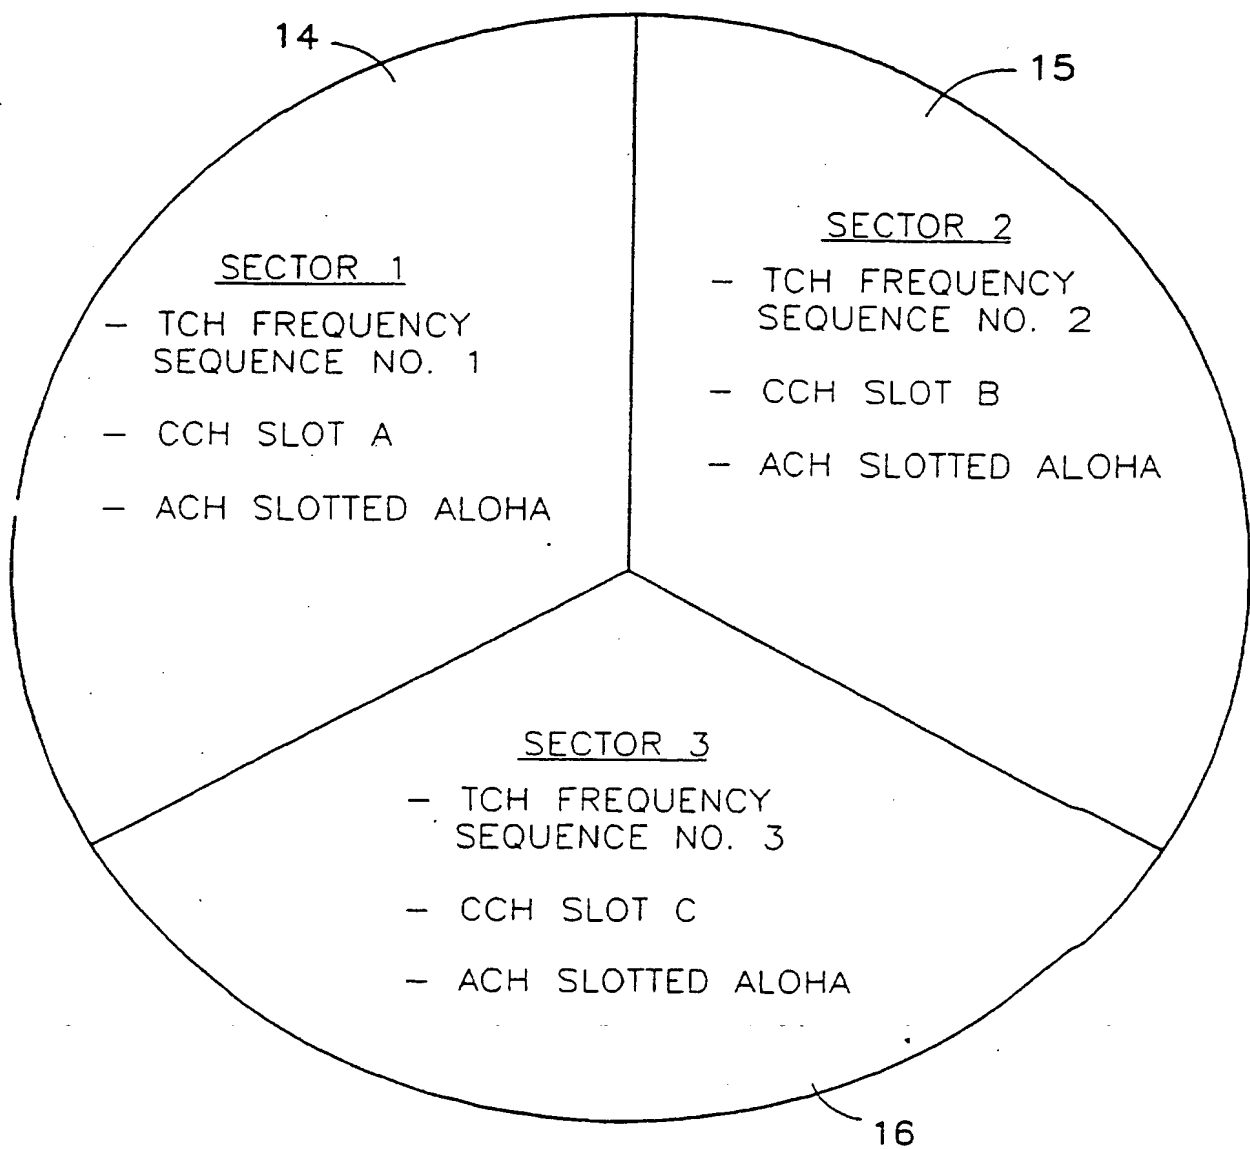 14
15
SECTOR 1
- TCH FREQUENCY
SEQUENCE NO. 1
- CCH SLOT A
- ACH SLOTTED ALOHA
SECTOR 2
- TCH FREQUENCY
SEQUENCE NO. 2
- CCH SLOT B
- ACH SLOTTED ALOHA
SECTOR 3
- TCH FREQUENCY
SEQUENCE NO. 3
- CCH SLOT C
- ACH SLOTTED ALOHA
16